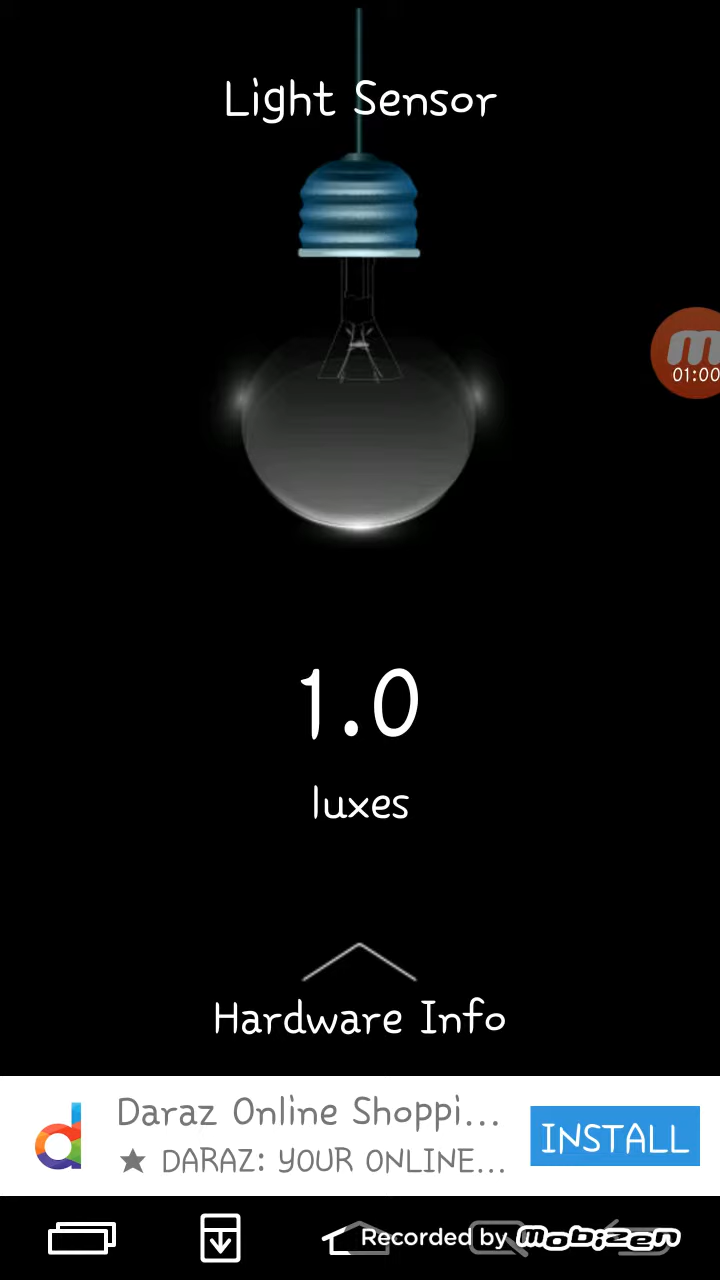 Light Sensor
m
01:00
1.0
luxes
Hardware Info
Daraz Online Shoppi...
★ DARAZ: YOUR ONLINE...
INSTALL
Recorded by mobizen